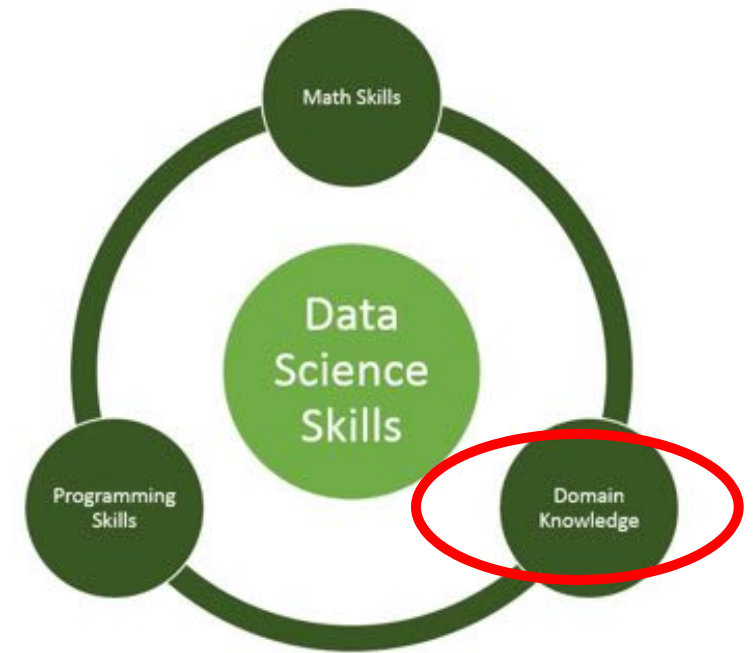 Math Skills
Data
Science
Skills
Programming
Skills
Domain
Knowledge